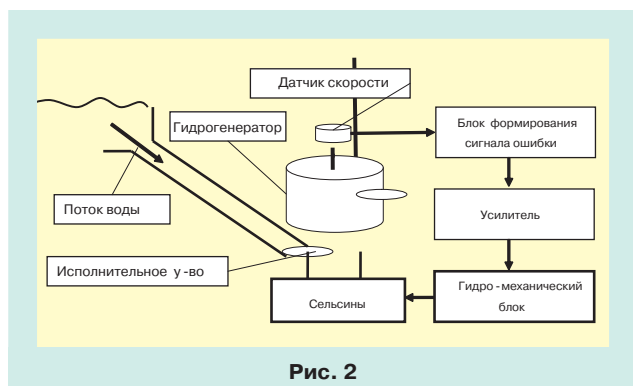 Датчик скорости
Гидрогенератор
Блок формирования
сигнала ошибки
Поток воды
Усилитель
Исполнительное у-во
Гидро-механический
блок
Сельсины
Рис. 2